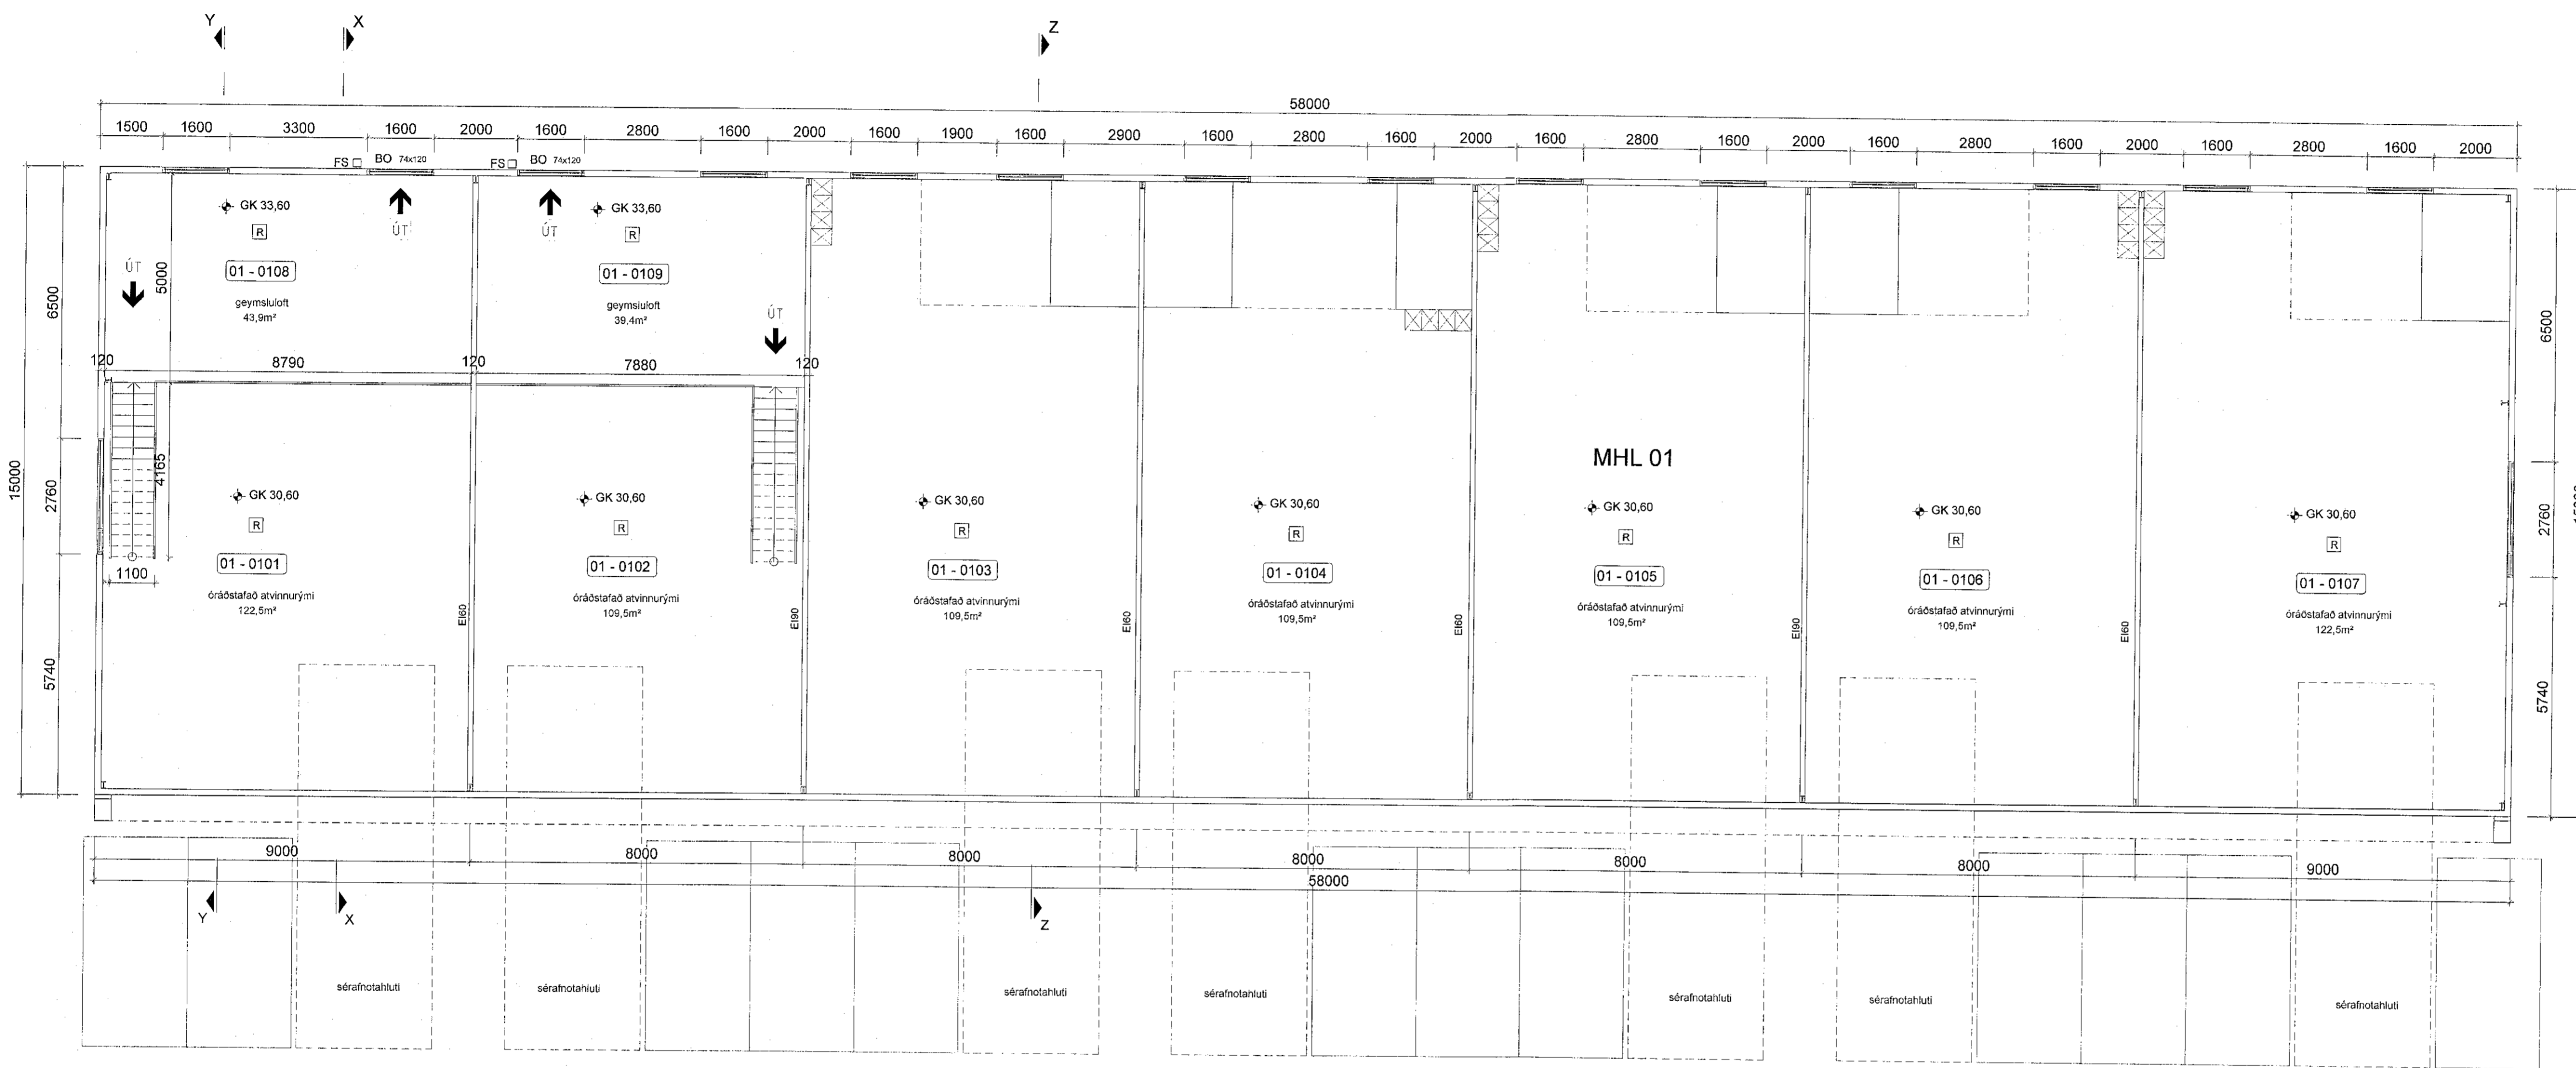 Y X Z
58000
1500 1600 3300 1600 2000 1600 2800 1600 2000 1600 1900 1600 2900 1600 2800 1600 2000 1600 2800 1600 2000 1600 2800 1600 2000 1600 2800 1600 2000
FS BO 74x120 FS BO 74x120
GK 33,60
R
ÚT
01 - 0108
geymsluloft
43,9m²
ÚT
5000
GK 33,60
R
ÚT
01 - 0109
geymsluloft
39,4m²
ÚT
6500
6500
120 8790 120 7880 120
15000
2760
4165
2760
5740
5740
1100
MHL 01
GK 30,60
R
01 - 0101
óráðstafað atvinnurými
122,5m²
EI60
GK 30,60
R
01 - 0102
óráðstafað atvinnurými
109,5m²
EI90
GK 30,60
R
01 - 0103
óráðstafað atvinnurými
109,5m²
EI60
GK 30,60
R
01 - 0104
óráðstafað atvinnurými
109,5m²
EI60
GK 30,60
R
01 - 0105
óráðstafað atvinnurými
109,5m²
EI90
GK 30,60
R
01 - 0106
óráðstafað atvinnurými
109,5m²
EI60
GK 30,60
R
01 - 0107
óráðstafað atvinnurými
122,5m²
9000 8000 8000 8000 8000 8000 9000
58000
Y X Z
sérafnotahluti sérafnotahluti sérafnotahluti sérafnotahluti sérafnotahluti sérafnotahluti sérafnotahluti